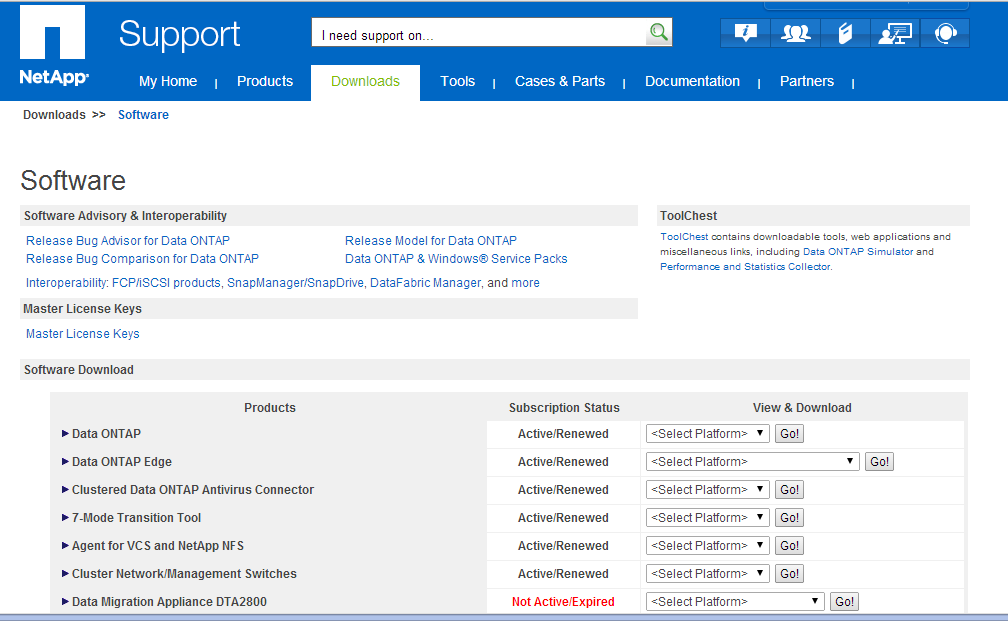 Support
I need support on...
NetApp®
My Home | Products Downloads Tools | Cases & Parts | Documentation | Partners |
Downloads >> Software
Software
Software Advisory & Interoperability
Release Bug Advisor for Data ONTAP Release Model for Data ONTAP
Release Bug Comparison for Data ONTAP Data ONTAP & Windows® Service Packs
Interoperability: FCP/iSCSI products, SnapManager/SnapDrive, DataFabric Manager, and more
ToolChest
ToolChest contains downloadable tools, web applications and
miscellaneous links, including Data ONTAP Simulator and
Performance and Statistics Collector.
Master License Keys
Master License Keys
Software Download
Products Subscription Status View & Download
Data ONTAP Active/Renewed <Select Platform> Go!
Data ONTAP Edge Active/Renewed <Select Platform> Go!
Clustered Data ONTAP Antivirus Connector Active/Renewed <Select Platform> Go!
7-Mode Transition Tool Active/Renewed <Select Platform> Go!
Agent for VCS and NetApp NFS Active/Renewed <Select Platform> Go!
Cluster Network/Management Switches Active/Renewed <Select Platform> Go!
Data Migration Appliance DTA2800 Not Active/Expired <Select Platform> Go!